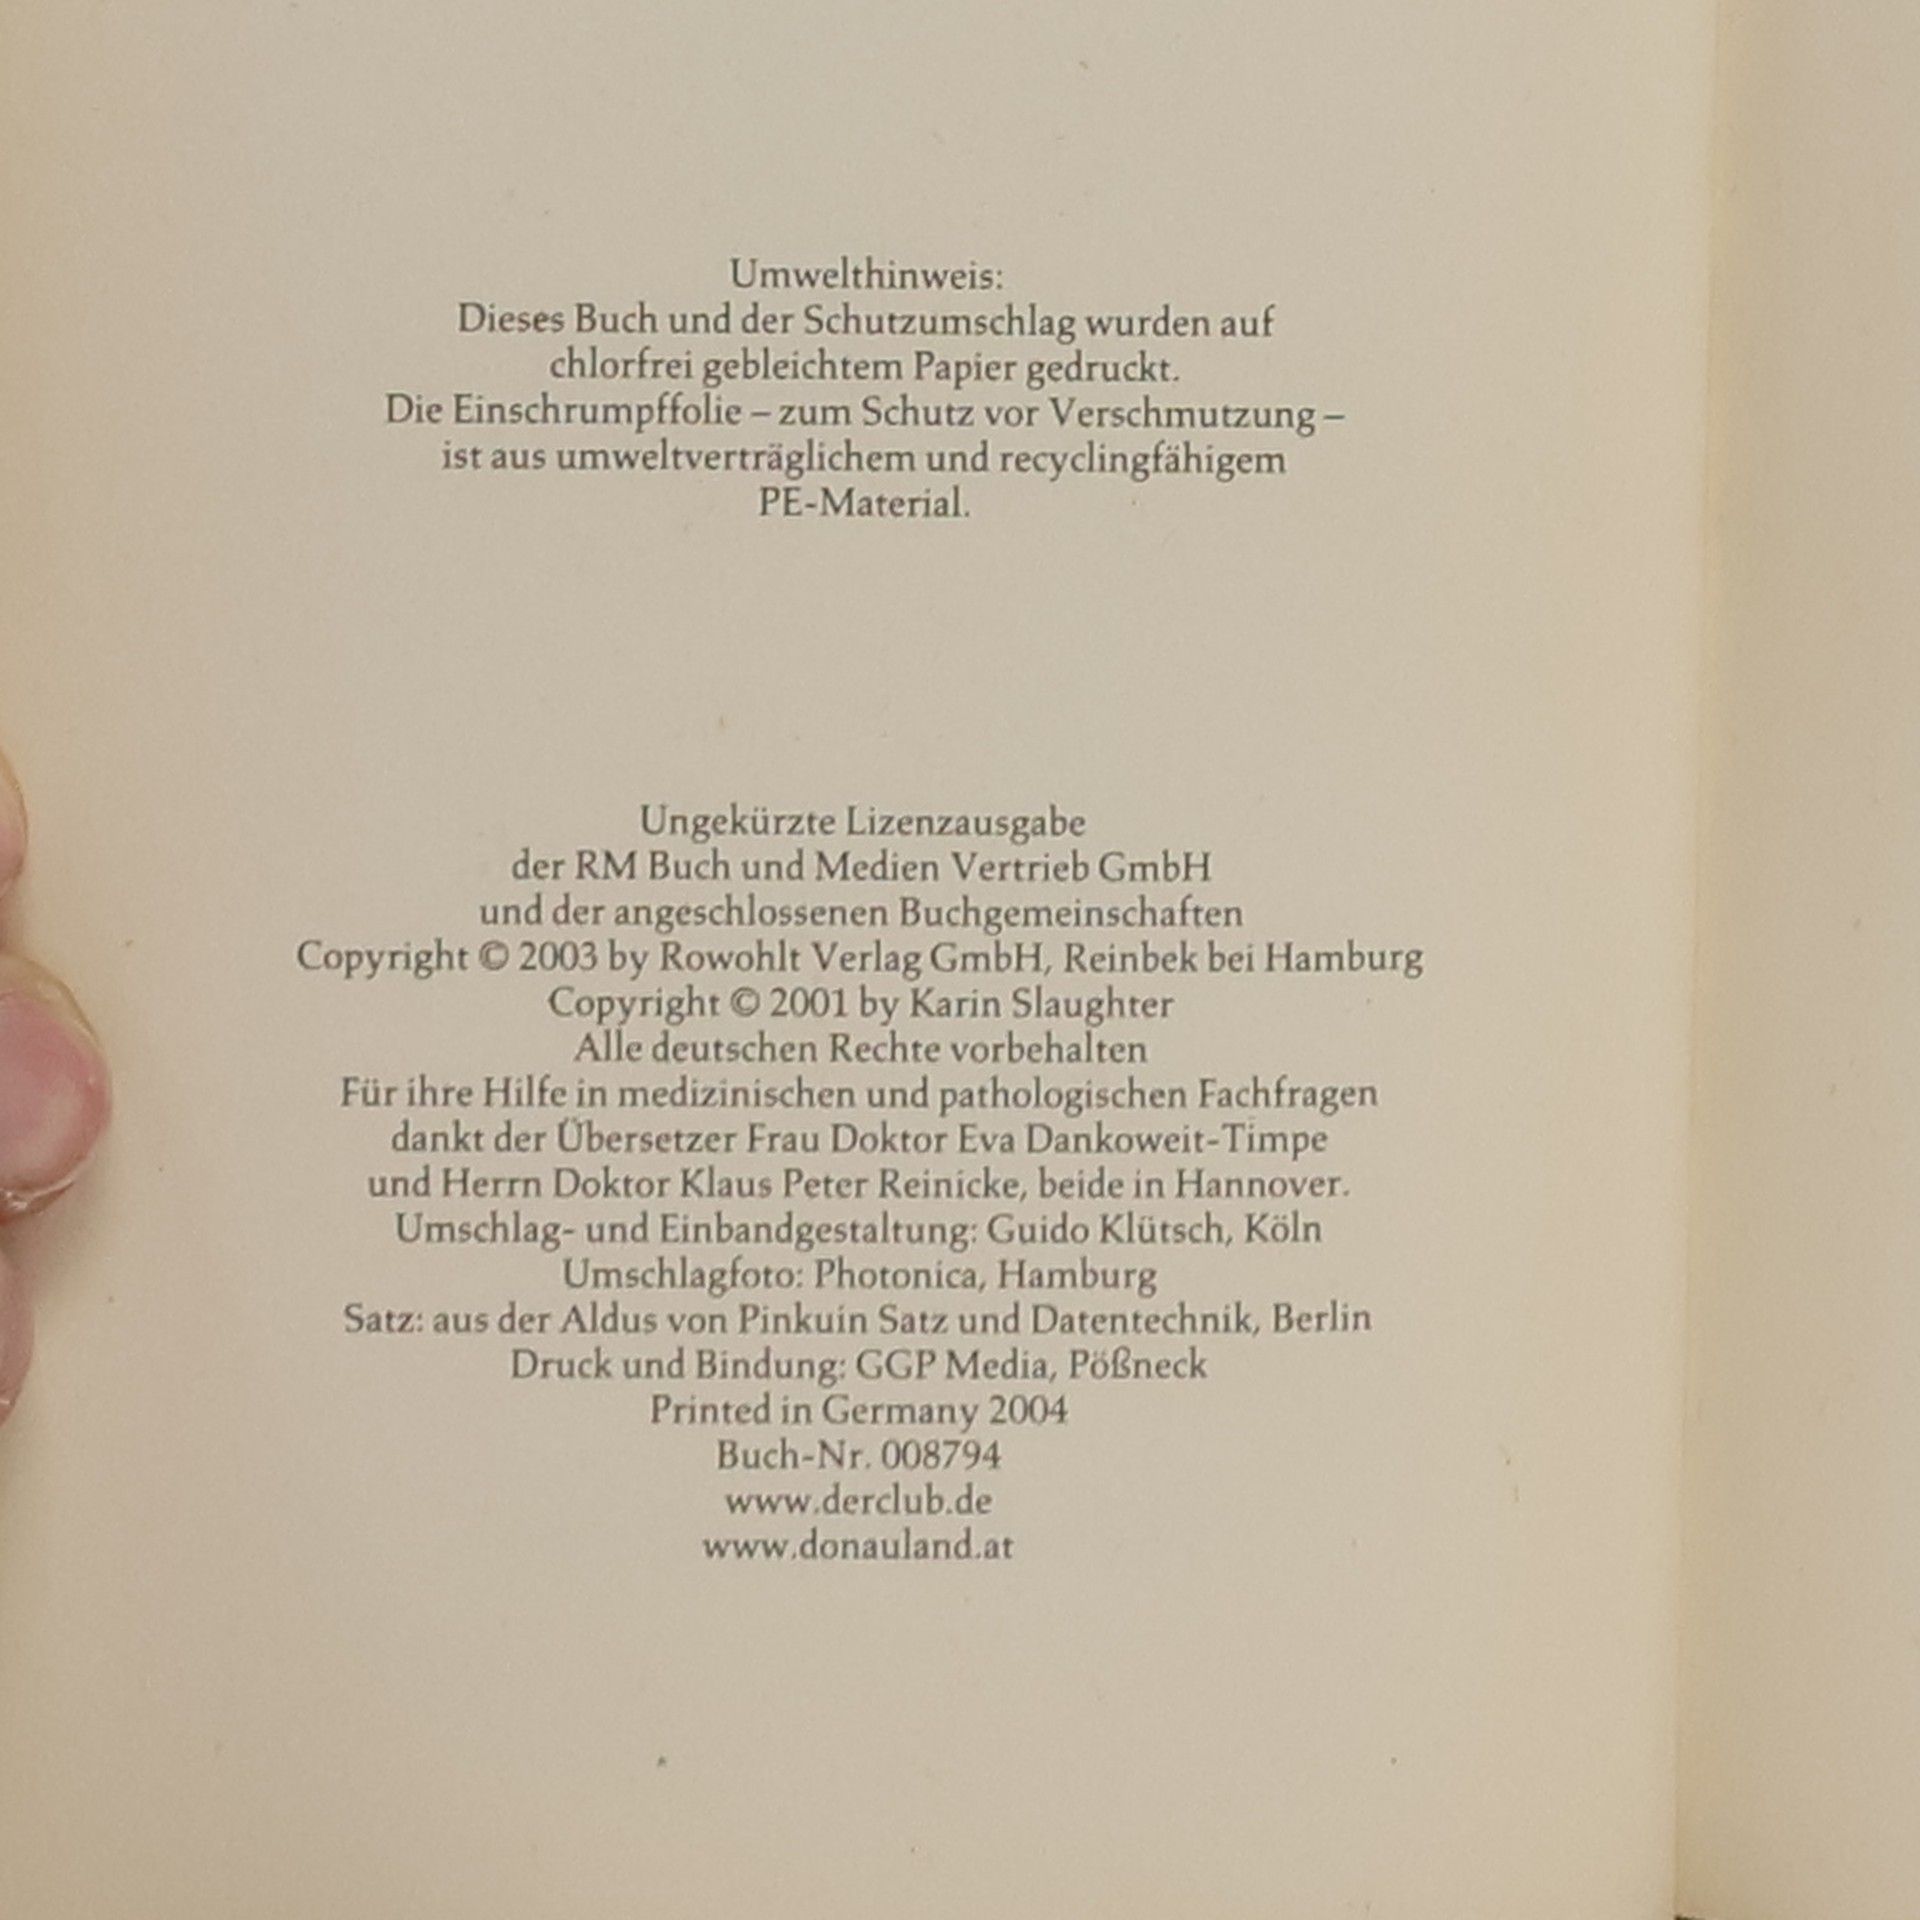 Umwelthinweis:
Dieses Buch und der Schutzumschlag wurden auf
chlorfrei gebleichtem Papier gedruckt.
Die Einschrumpffolie – zum Schutz vor Verschmutzung –
ist aus umweltverträglichem und recyclingfähigem
PE-Material.
Ungekürzte Lizenzausgabe
der RM Buch und Medien Vertrieb GmbH
und der angeschlossenen Buchgemeinschaften
Copyright © 2003 by Rowohlt Verlag GmbH, Reinbek bei Hamburg
Copyright © 2001 by Karin Slaughter
Alle deutschen Rechte vorbehalten
Für ihre Hilfe in medizinischen und pathologischen Fachfragen
dankt der Übersetzer Frau Doktor Eva Dankoweit-Timpe
und Herrn Doktor Klaus Peter Reinicke, beide in Hannover.
Umschlag- und Einbandgestaltung: Guido Klütsch, Köln
Umschlagfoto: Photonica, Hamburg
Satz: aus der Aldus von Pinkuin Satz und Datentechnik, Berlin
Druck und Bindung: GGP Media, Pößneck
Printed in Germany 2004
Buch-Nr. 008794
www.derclub.de
www.donauland.at